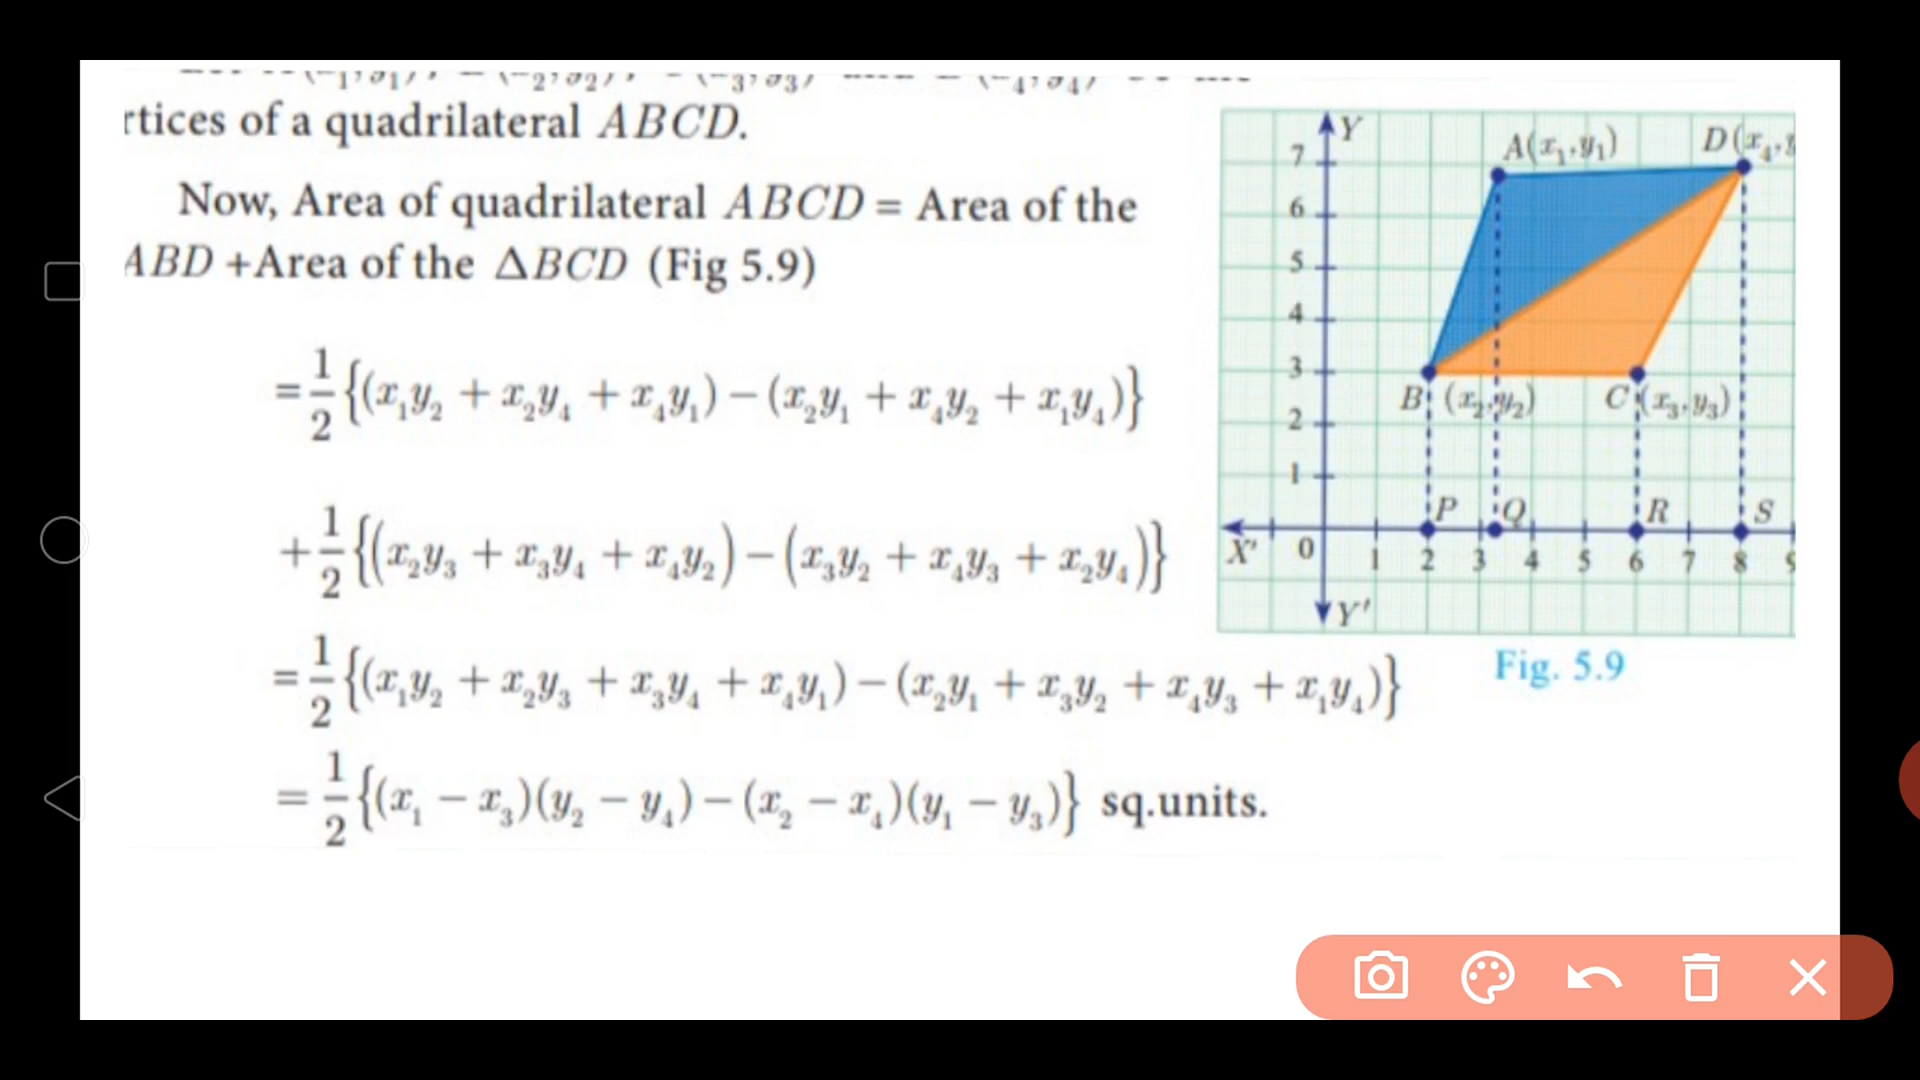 rtices of a quadrilateral ABCD.
Now, Area of quadrilateral ABCD = Area of the
ABD +Area of the ΔBCD (Fig 5.9)
= 1/2 {(x₁y₂ + x₂y₄ + x₄y₁) − (x₂y₁ + x₄y₂ + x₁y₄)}
+ 1/2 {(x₂y₃ + x₃y₄ + x₄y₂) − (x₃y₂ + x₄y₃ + x₂y₄)}
= 1/2 {(x₁y₂ + x₂y₃ + x₃y₄ + x₄y₁) − (x₂y₁ + x₃y₂ + x₄y₃ + x₁y₄)}
= 1/2 {(x₁ − x₃)(y₂ − y₄) − (x₂ − x₄)(y₁ − y₃)} sq.units.
Y
A(x₁,y₁)
D(x₄,
7
6
5
4
3
2
1
B (x₂,y₂)
C (x₃,y₃)
P Q R S
X' 0 1 2 3 4 5 6 7 8
Y'
Fig. 5.9